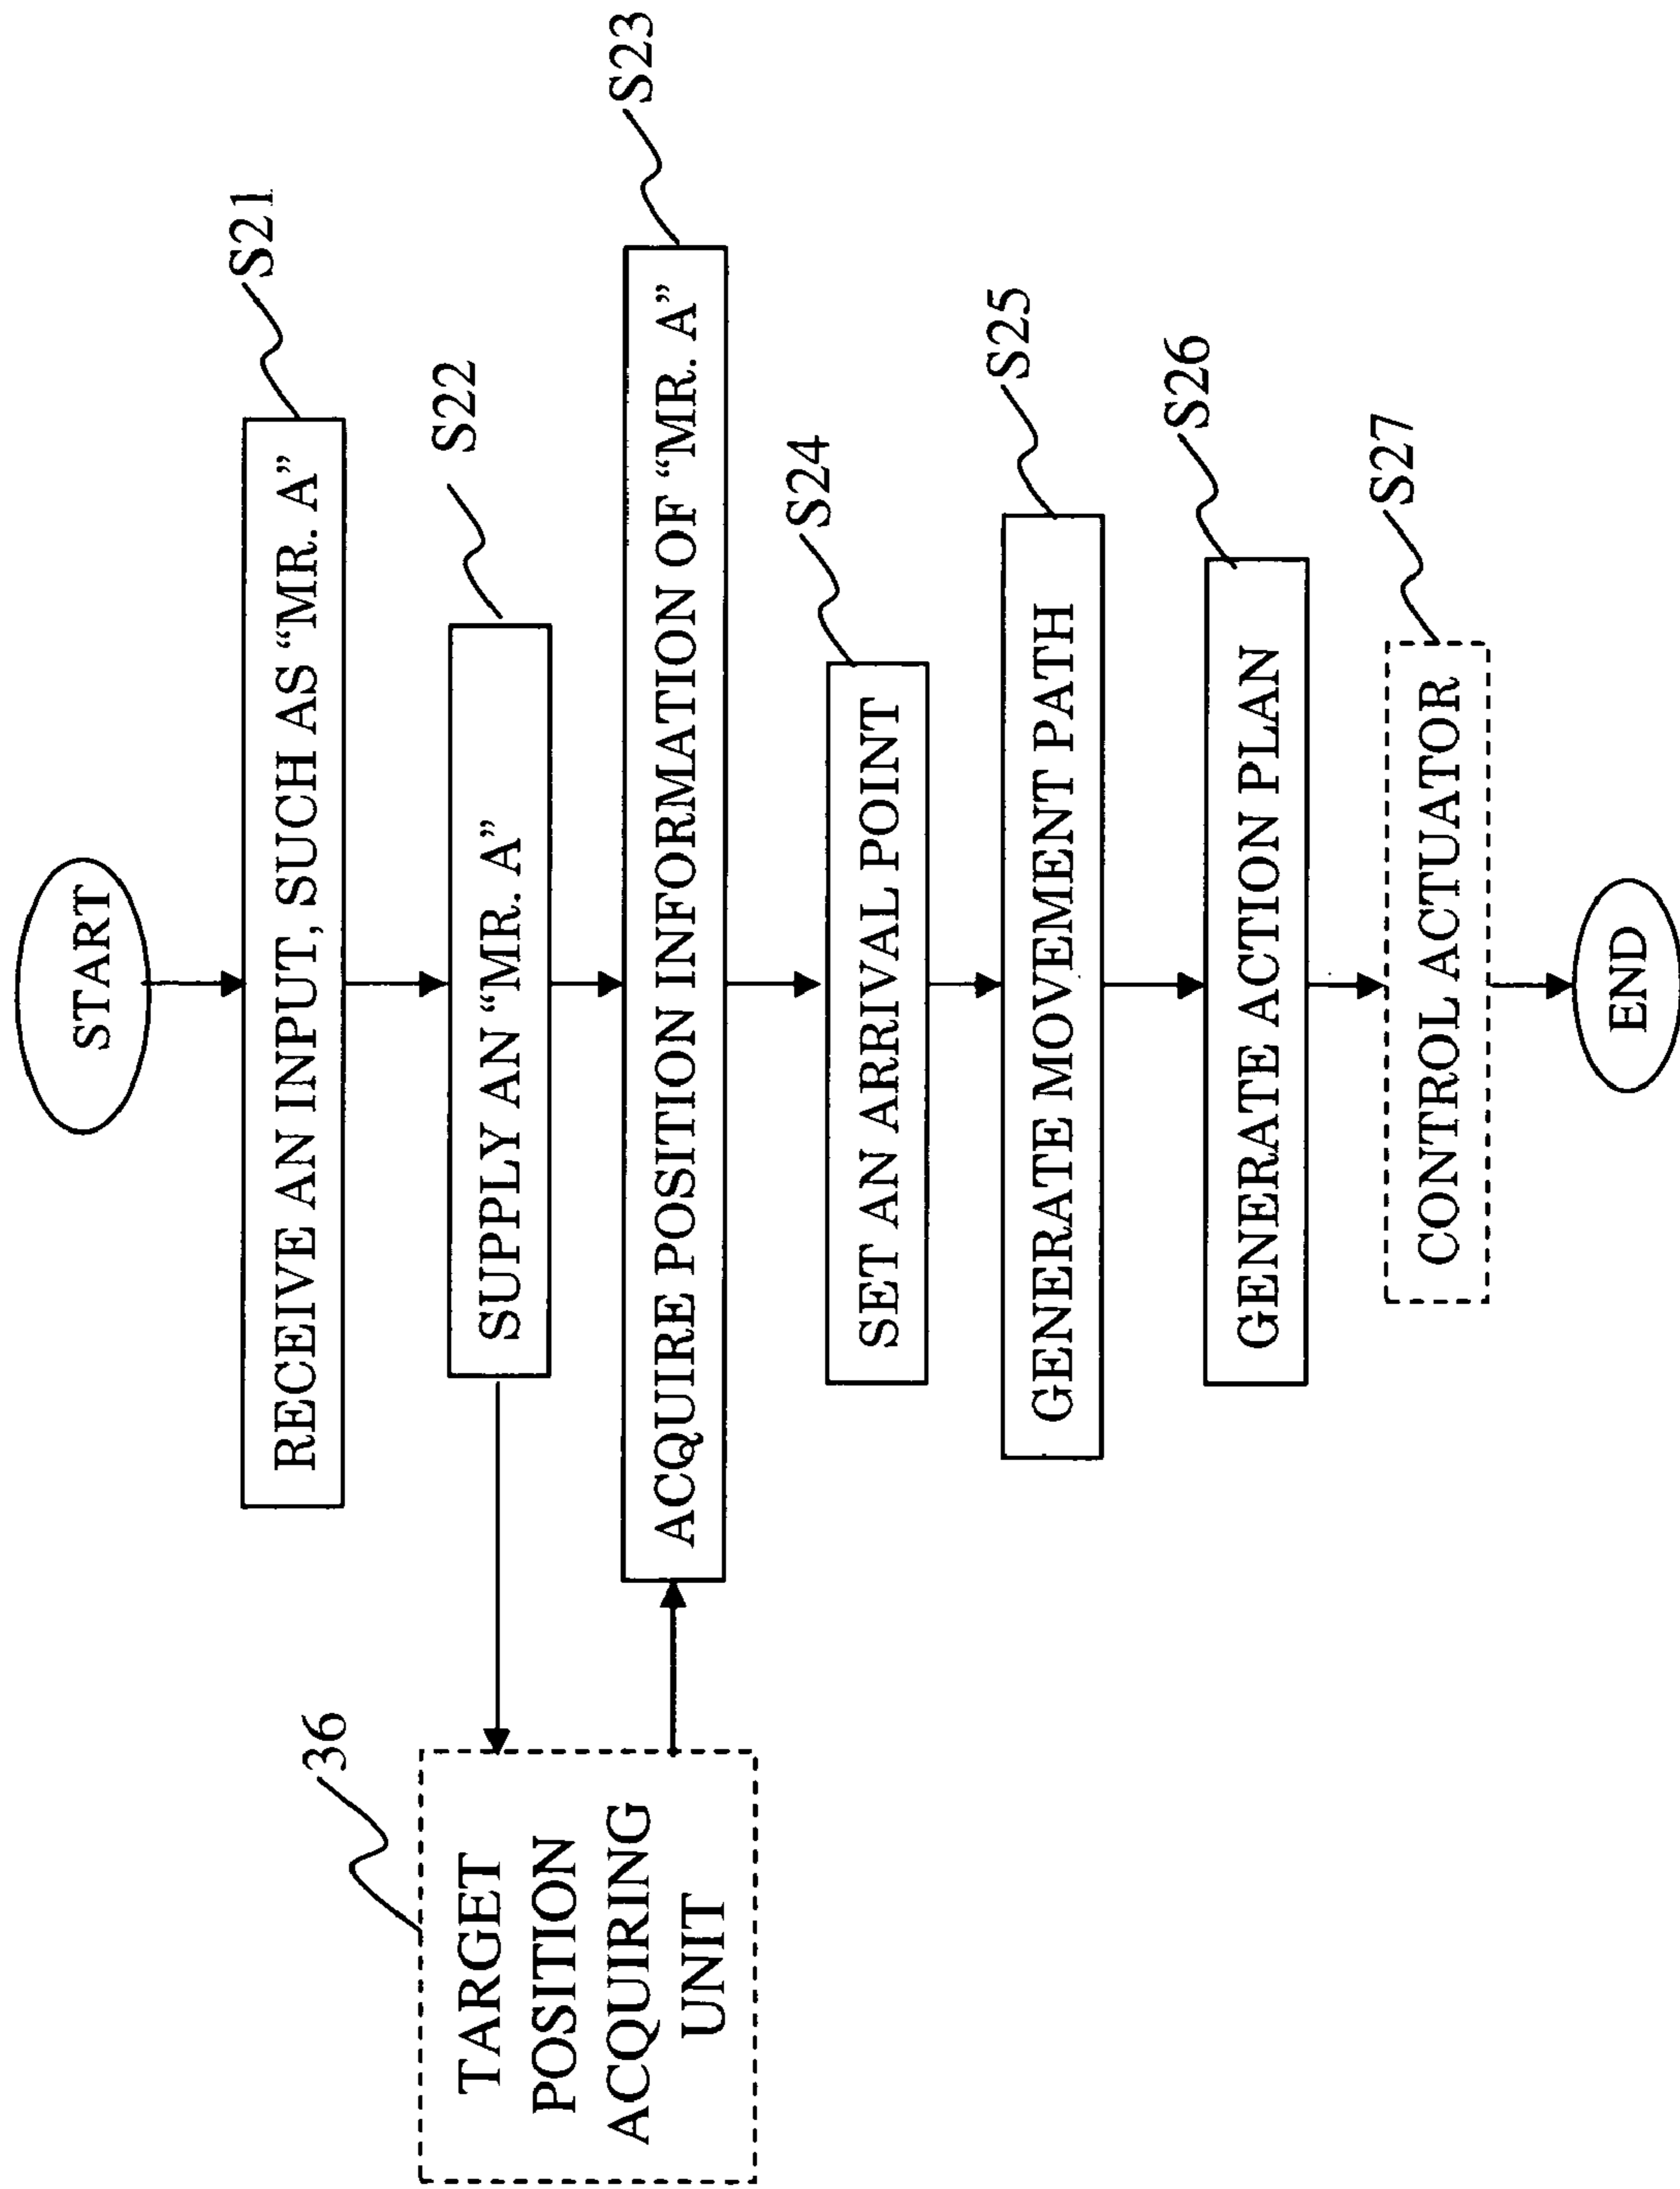 START
RECEIVE AN INPUT, SUCH AS “MR. A”
S21
SUPPLY AN “MR. A”
S22
36
TARGET
POSITION
ACQUIRING
UNIT
ACQUIRE POSITION INFORMATION OF “MR. A”
S23
SET AN ARRIVAL POINT
S24
GENERATE MOVEMENT PATH
S25
GENERATE ACTION PLAN
S26
CONTROL ACTUATOR
S27
END